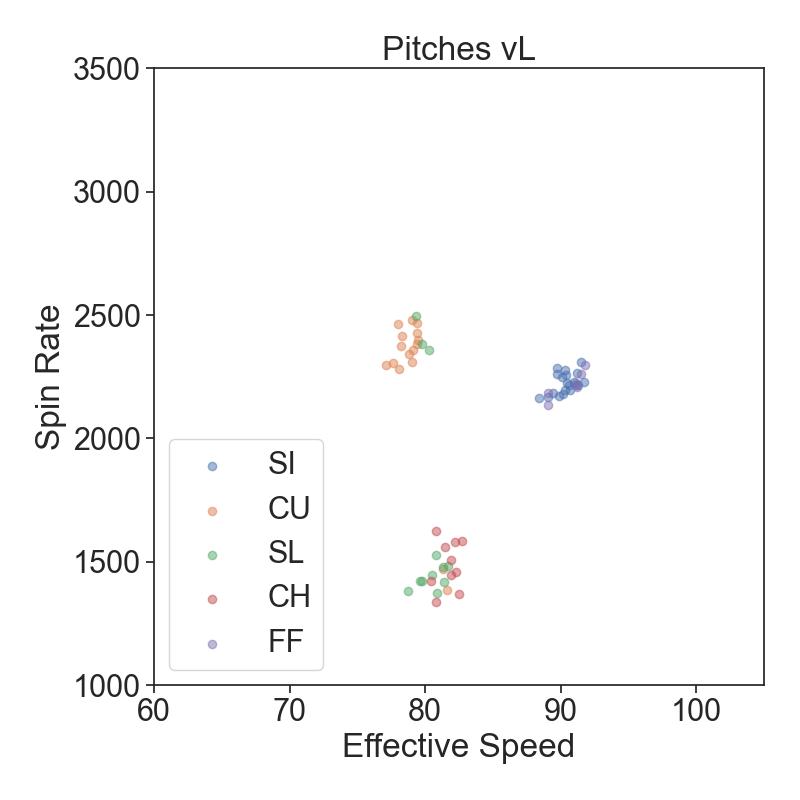 Pitches vL
3500
3000
2500
2000
1500
1000
Spin Rate
SI
CU
SL
CH
FF
60 70 80 90 100
Effective Speed